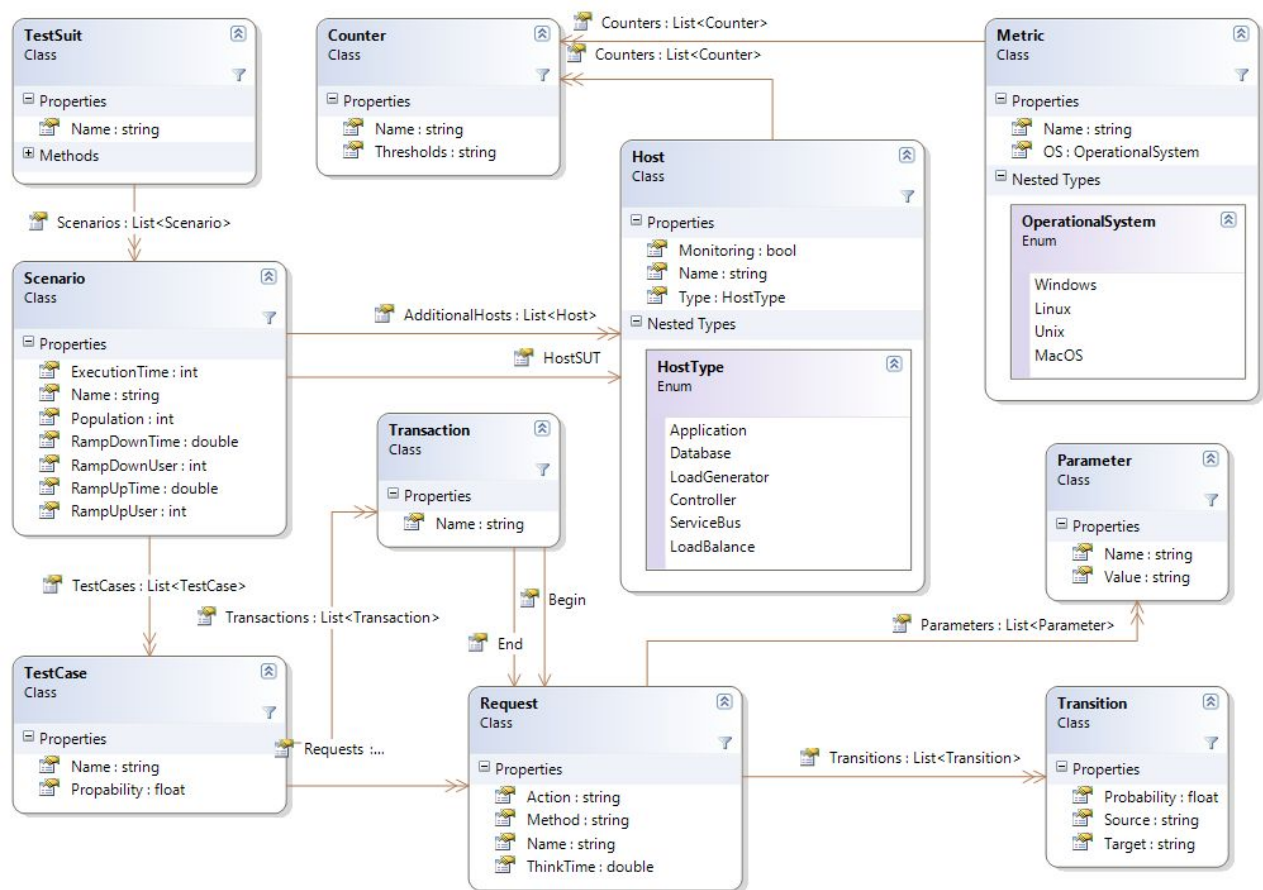 TestSuit
Class
Properties
Name : string
Methods
Scenarios : List<Scenario>
Counter
Class
Properties
Name : string
Thresholds : string
Counters : List<Counter>
Counters : List<Counter>
Metric
Class
Properties
Name : string
OS : OperationalSystem
Nested Types
OperationalSystem
Enum
Windows
Linux
Unix
MacOS
Host
Class
Properties
Monitoring : bool
Name : string
Type : HostType
Nested Types
HostType
Enum
Application
Database
LoadGenerator
Controller
ServiceBus
LoadBalance
Scenario
Class
Properties
ExecutionTime : int
Name : string
Population : int
RampDownTime : double
RampDownUser : int
RampUpTime : double
RampUpUser : int
AdditionalHosts : List<Host>
HostSUT
TestCases : List<TestCase>
Transaction
Class
Properties
Name : string
Transactions : List<Transaction>
Begin
End
Parameter
Class
Properties
Name : string
Value : string
Parameters : List<Parameter>
TestCase
Class
Properties
Name : string
Propability : float
Requests :...
Request
Class
Properties
Action : string
Method : string
Name : string
ThinkTime : double
Transitions : List<Transition>
Transition
Class
Properties
Probability : float
Source : string
Target : string